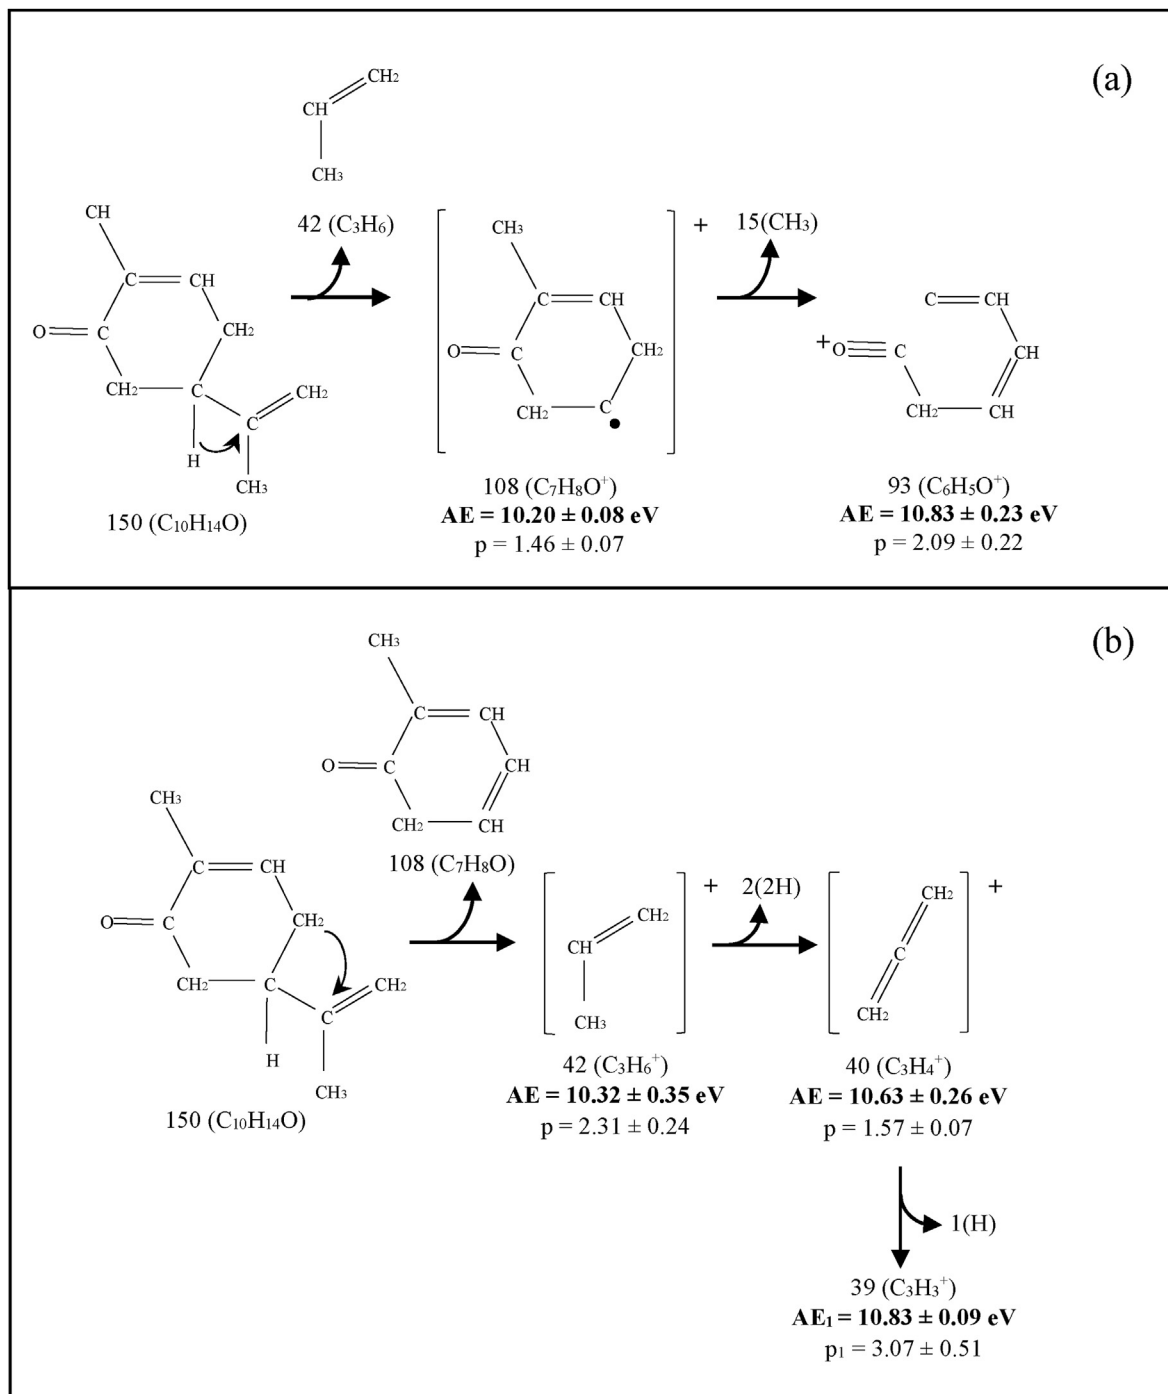 (a)
CH₂
CH
CH₃
42 (C₃H₆)
CH
C
CH
O
C
CH₂
CH₂
C
CH₂
C
H
CH₃
150 (C₁₀H₁₄O)
CH₃
C
CH
O
C
CH₂
CH₂
C
+
108 (C₇H₈O⁺)
AE = 10.20 ± 0.08 eV
p = 1.46 ± 0.07
15(CH₃)
C
CH
+O
C
CH
CH₂
CH
93 (C₆H₅O⁺)
AE = 10.83 ± 0.23 eV
p = 2.09 ± 0.22
(b)
CH₃
C
CH
O
C
CH
CH₂
CH
108 (C₇H₈O)
CH₃
C
CH
O
C
CH₂
CH₂
C
CH₂
C
H
CH₃
150 (C₁₀H₁₄O)
CH₂
CH
CH₃
+
42 (C₃H₆⁺)
AE = 10.32 ± 0.35 eV
p = 2.31 ± 0.24
2(2H)
CH₂
C
CH₂
+
40 (C₃H₄⁺)
AE = 10.63 ± 0.26 eV
p = 1.57 ± 0.07
1(H)
39 (C₃H₃⁺)
AE₁ = 10.83 ± 0.09 eV
p₁ = 3.07 ± 0.51